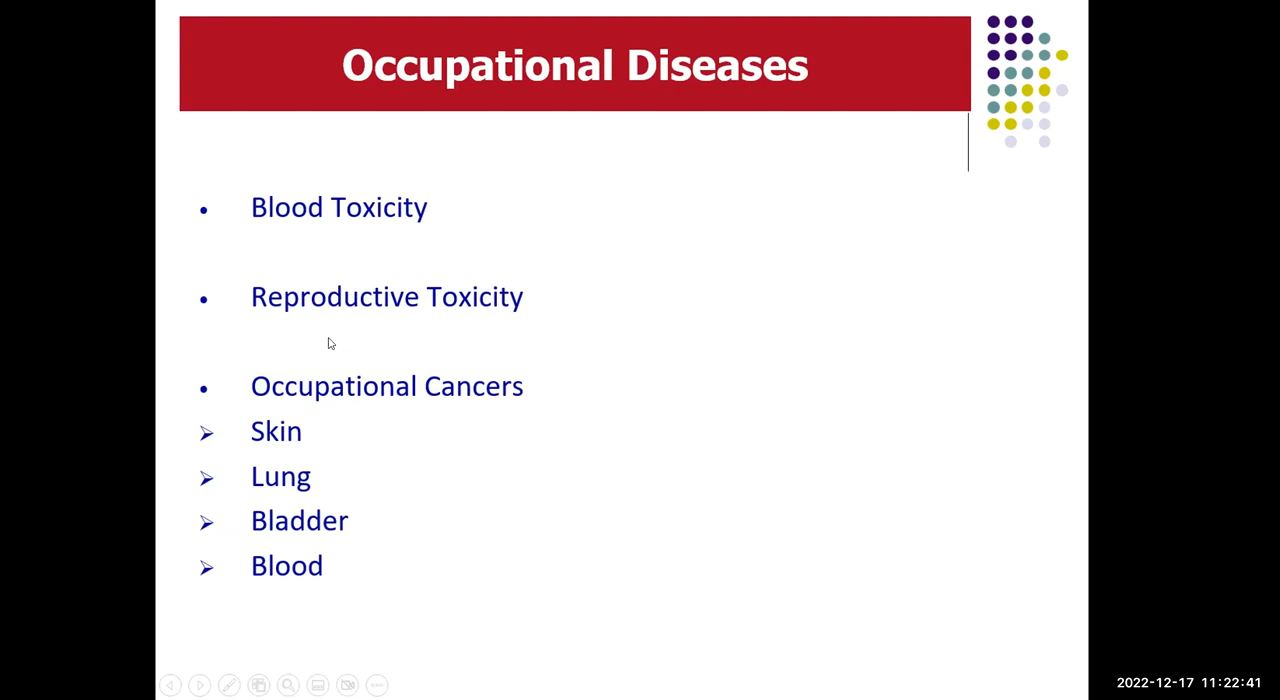 Occupational Diseases
• Blood Toxicity
• Reproductive Toxicity
• Occupational Cancers
➢ Skin
➢ Lung
➢ Bladder
➢ Blood
2022-12-17 11:22:41